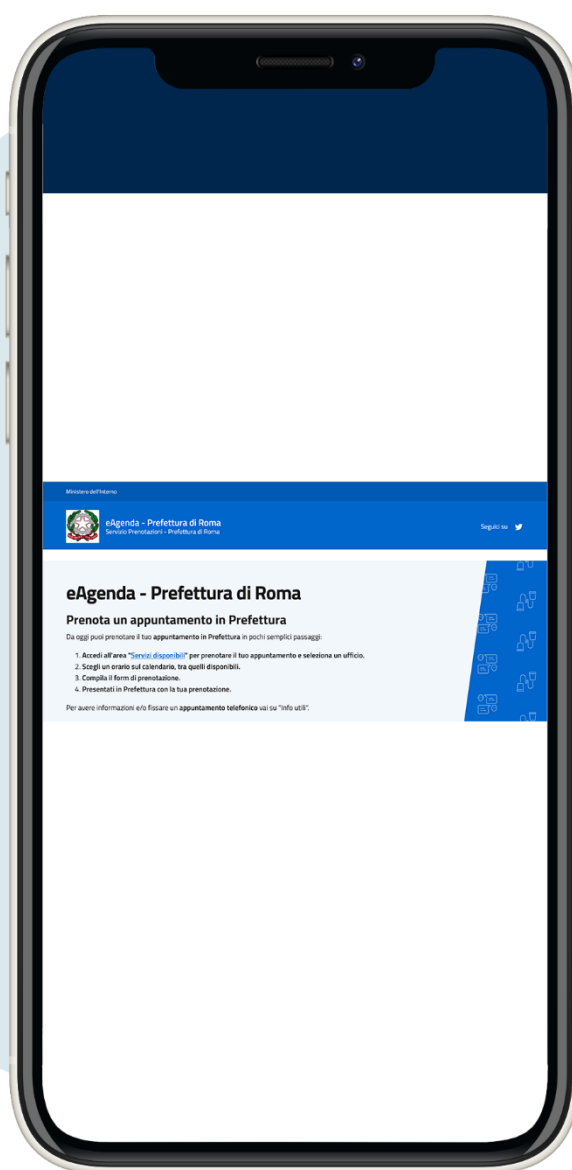 Ministero dell'Interno
eAgenda - Prefettura di Roma
Servizio Prenotazioni - Prefettura di Roma
Seguici su
eAgenda - Prefettura di Roma
Prenota un appuntamento in Prefettura
Da oggi puoi prenotare il tuo appuntamento in Prefettura in pochi semplici passaggi:
1. Accedi all'area "Servizi disponibili" per prenotare il tuo appuntamento e seleziona un ufficio.
2. Scegli un orario sul calendario, tra quelli disponibili.
3. Compila il form di prenotazione.
4. Presentati in Prefettura con la tua prenotazione.
Per avere informazioni e/o fissare un appuntamento telefonico vai su "Info utili".